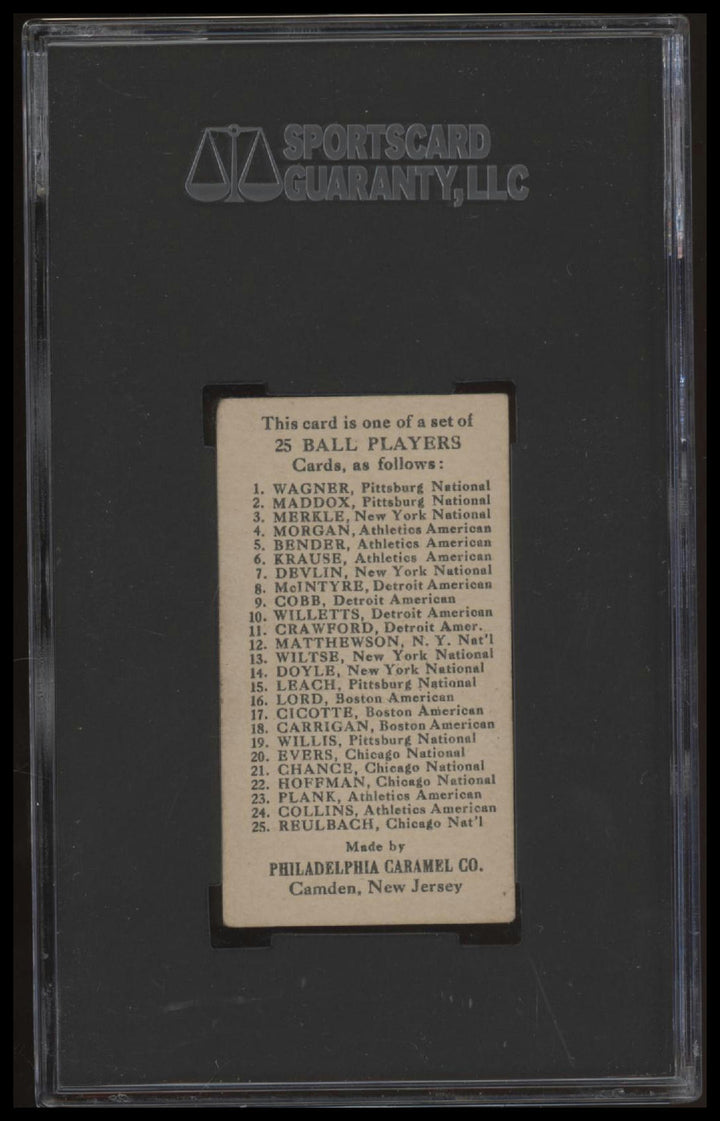 SPORTSCARD
GUARANTY, LLC
This card is one of a set of
25 BALL PLAYERS
Cards, as follows:
1. WAGNER, Pittsburg National
2. MADDOX, Pittsburg National
3. MERKLE, New York National
4. MORGAN, Athletics American
5. BENDER, Athletics American
6. KRAUSE, Athletics American
7. DEVLIN, New York National
8. McINTYRE, Detroit American
9. COBB, Detroit American
10. WILLETTS, Detroit American
11. CRAWFORD, Detroit Amer.
12. MATTHEWSON, N. Y. Nat'l
13. WILTSE, New York National
14. DOYLE, New York National
15. LEACH, Pittsburg National
16. LORD, Boston American
17. CICOTTE, Boston American
18. CARRIGAN, Boston American
19. WILLIS, Pittsburg National
20. EVERS, Chicago National
21. CHANCE, Chicago National
22. HOFFMAN, Chicago National
23. PLANK, Athletics American
24. COLLINS, Athletics American
25. REULBACH, Chicago Nat'l
Made by
PHILADELPHIA CARAMEL CO.
Camden, New Jersey